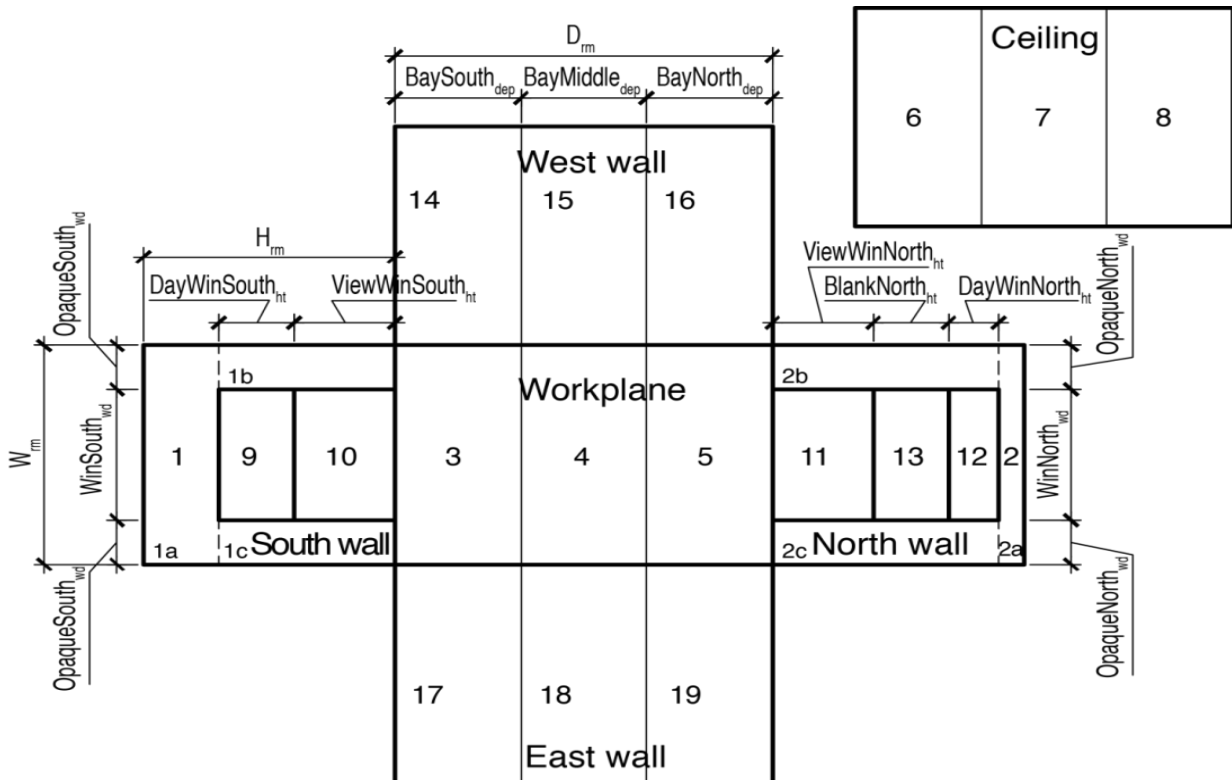 D_rm
Ceiling
BaySouth_dep BayMiddle_dep BayNorth_dep
6 7 8
West wall
14 15 16
OpaqueSouth_wd
H_rm
ViewWinNorth_ht
OpaqueNorth_wd
DayWinSouth_ht ViewWinSouth_ht
BlankNorth_ht DayWinNorth_ht
1b
Workplane
2b
W_rm
WinSouth_wd
1 9 10 3 4 5 11 13 12 2
WinNorth_wd
1a 1c South wall
2c North wall 2a
OpaqueSouth_wd
OpaqueNorth_wd
17 18 19
East wall